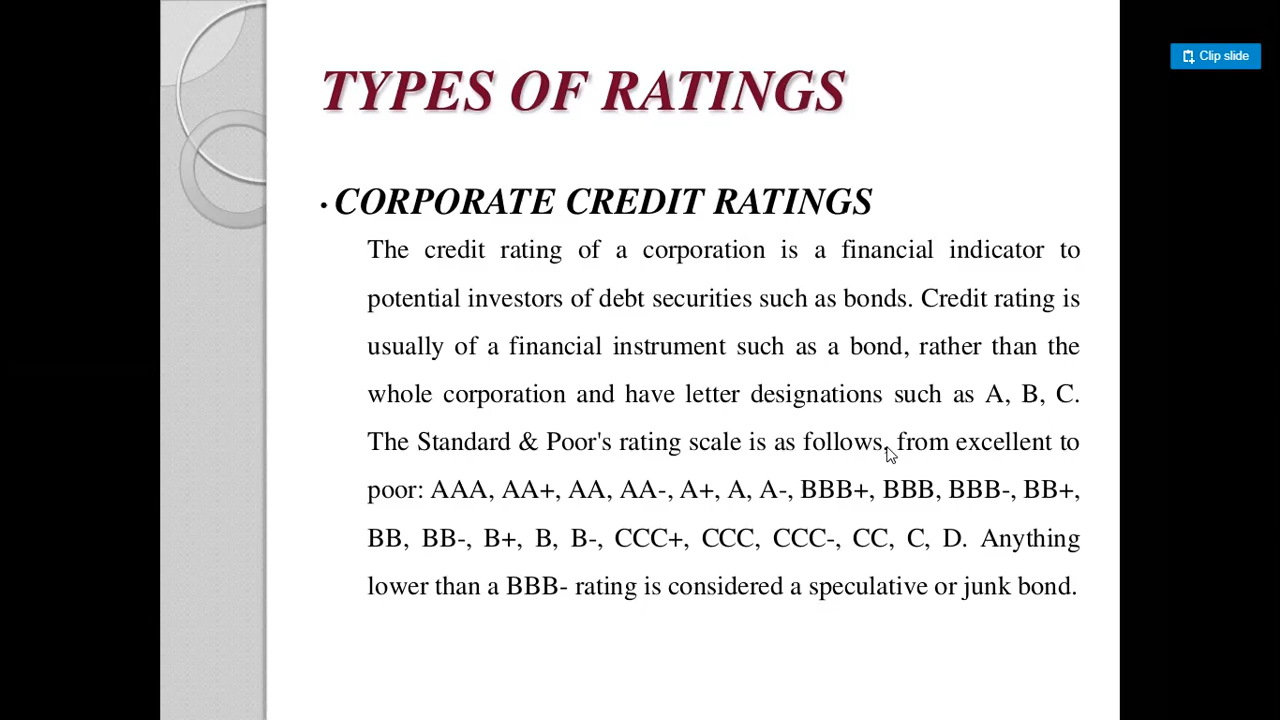 Clip slide
TYPES OF RATINGS
• CORPORATE CREDIT RATINGS
The credit rating of a corporation is a financial indicator to
potential investors of debt securities such as bonds. Credit rating is
usually of a financial instrument such as a bond, rather than the
whole corporation and have letter designations such as A, B, C.
The Standard & Poor's rating scale is as follows, from excellent to
poor: AAA, AA+, AA, AA-, A+, A, A-, BBB+, BBB, BBB-, BB+,
BB, BB-, B+, B, B-, CCC+, CCC, CCC-, CC, C, D. Anything
lower than a BBB- rating is considered a speculative or junk bond.